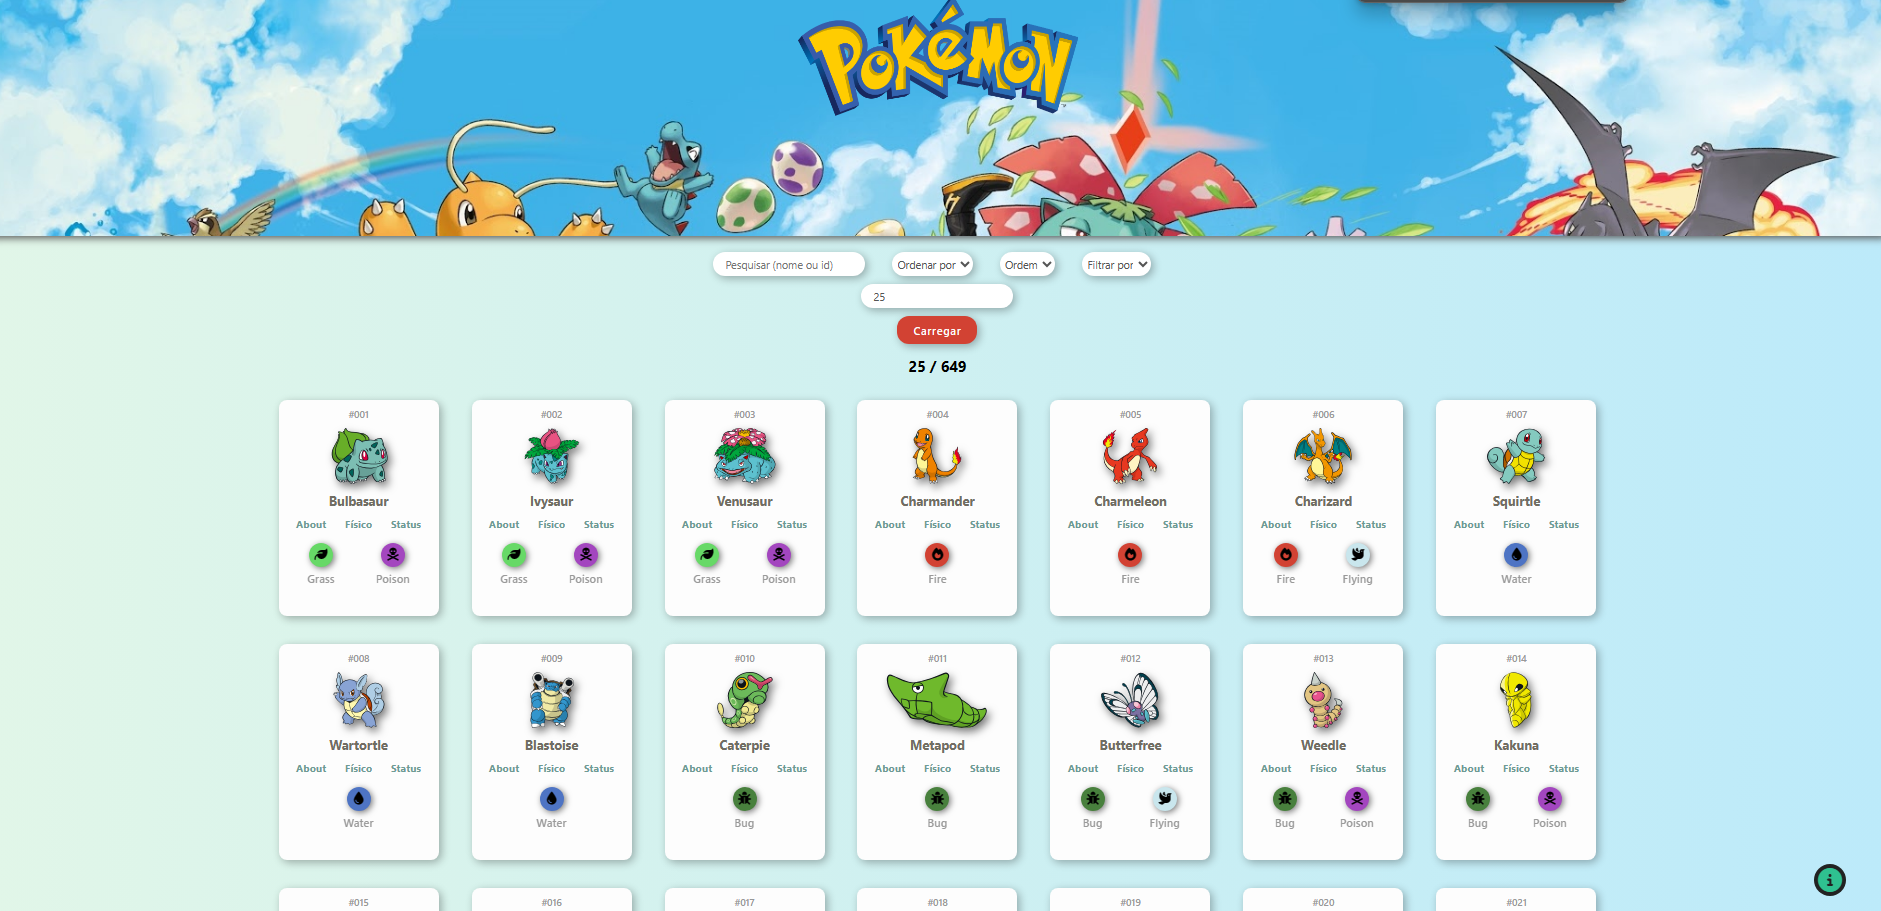 POKéMON
Pesquisar (nome ou id) Ordenar por Ordem Filtrar por
25
Carregar
25 / 649
#001 #002 #003 #004 #005 #006 #007
Bulbasaur Ivysaur Venusaur Charmander Charmeleon Charizard Squirtle
About Físico Status About Físico Status About Físico Status About Físico Status About Físico Status About Físico Status About Físico Status
Grass Poison Grass Poison Grass Poison Fire Fire Fire Flying Water
#008 #009 #010 #011 #012 #013 #014
Wartortle Blastoise Caterpie Metapod Butterfree Weedle Kakuna
About Físico Status About Físico Status About Físico Status About Físico Status About Físico Status About Físico Status About Físico Status
Water Water Bug Bug Bug Flying Bug Poison Bug Poison
#015 #016 #017 #018 #019 #020 #021